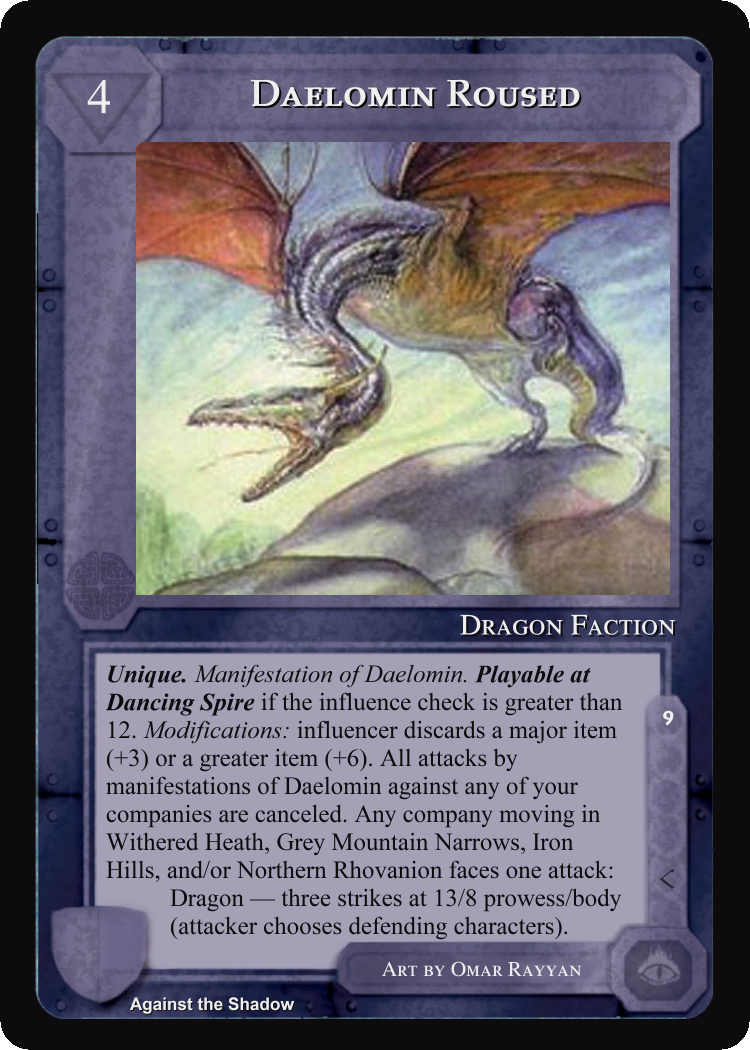 4
Daelomin Roused
Dragon Faction
Unique. Manifestation of Daelomin. Playable at
Dancing Spire if the influence check is greater than
12. Modifications: influencer discards a major item
(+3) or a greater item (+6). All attacks by
manifestations of Daelomin against any of your
companies are canceled. Any company moving in
Withered Heath, Grey Mountain Narrows, Iron
Hills, and/or Northern Rhovanion faces one attack:
Dragon — three strikes at 13/8 prowess/body
(attacker chooses defending characters).
9
Art by Omar Rayyan
Against the Shadow